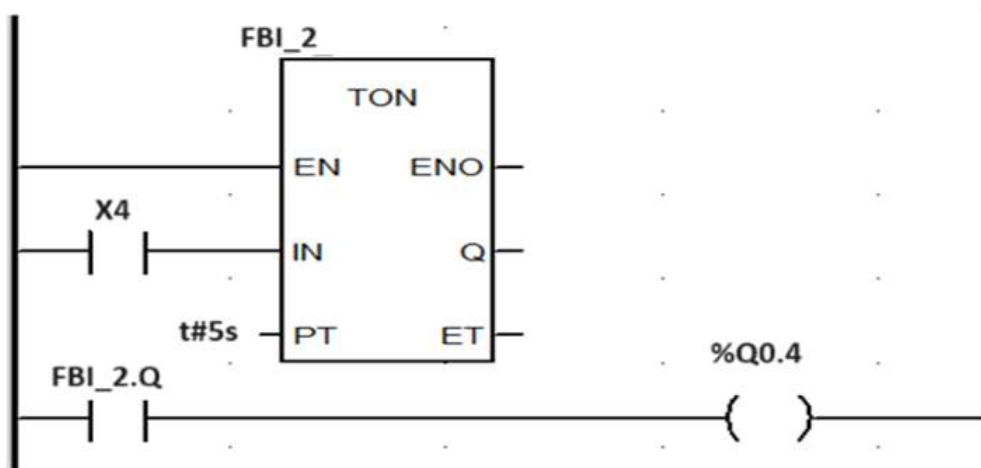 FBI_2
TON
EN ENO
X4
IN Q
t#5s PT ET
%Q0.4
FBI_2.Q